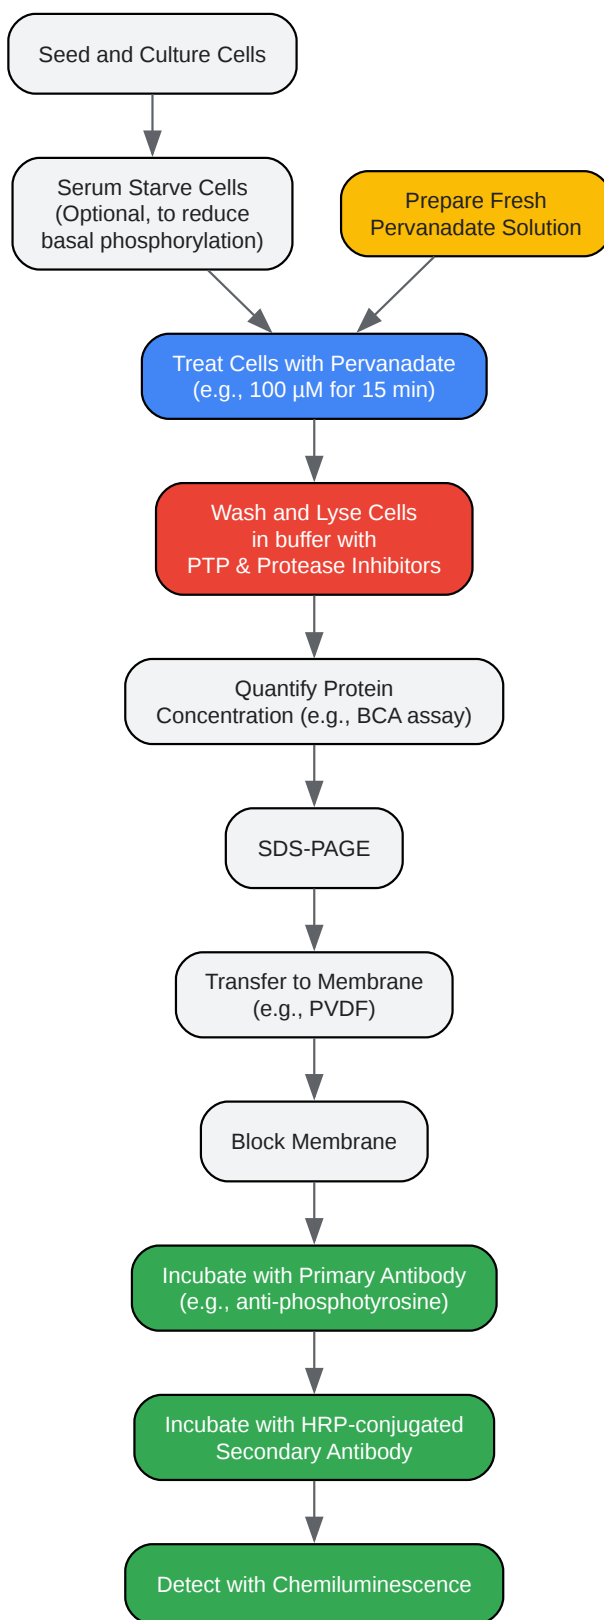 Seed and Culture Cells
Serum Starve Cells
(Optional, to reduce
basal phosphorylation)
Prepare Fresh
Pervanadate Solution
Treat Cells with Pervanadate
(e.g., 100 µM for 15 min)
Wash and Lyse Cells
in buffer with
PTP & Protease Inhibitors
Quantify Protein
Concentration (e.g., BCA assay)
SDS-PAGE
Transfer to Membrane
(e.g., PVDF)
Block Membrane
Incubate with Primary Antibody
(e.g., anti-phosphotyrosine)
Incubate with HRP-conjugated
Secondary Antibody
Detect with Chemiluminescence